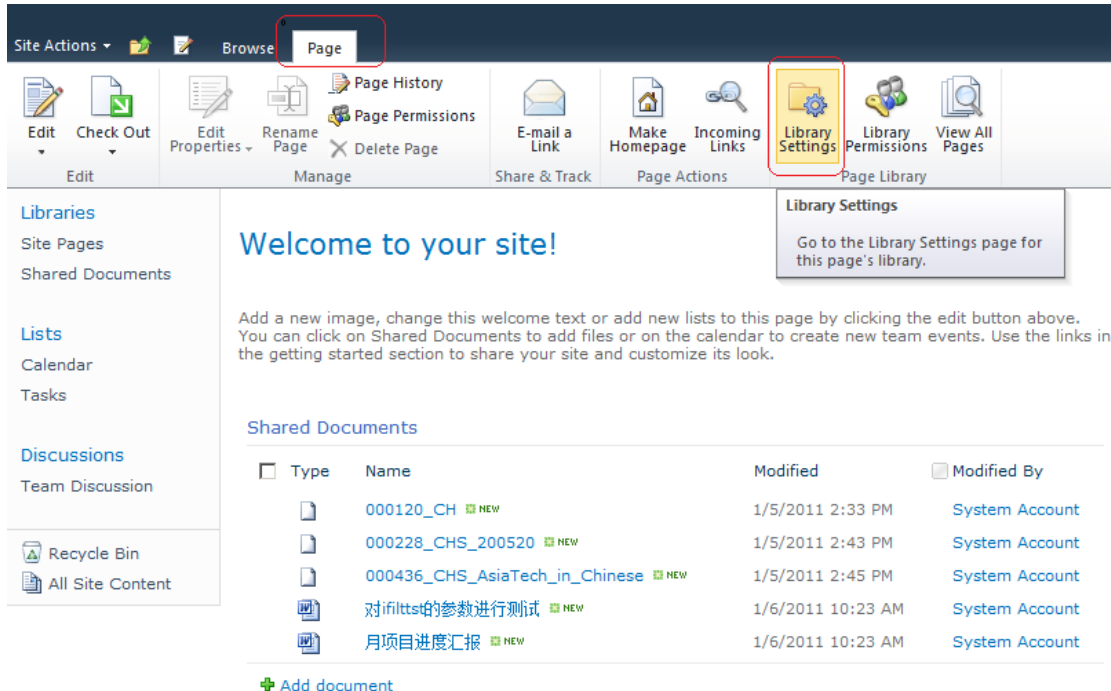 Site Actions Browse Page
Edit Check Out Edit Properties Rename Page Page History Page Permissions Delete Page E-mail a Link Make Homepage Incoming Links Library Settings Library Permissions View All Pages
Edit Manage Share & Track Page Actions Page Library
Library Settings
Go to the Library Settings page for
this page's library.
Libraries
Site Pages
Shared Documents
Lists
Calendar
Tasks
Discussions
Team Discussion
Recycle Bin
All Site Content
Welcome to your site!
Add a new image, change this welcome text or add new lists to this page by clicking the edit button above.
You can click on Shared Documents to add files or on the calendar to create new team events. Use the links in
the getting started section to share your site and customize its look.
Shared Documents
Type Name Modified Modified By
000120_CH NEW 1/5/2011 2:33 PM System Account
000228_CHS_200520 NEW 1/5/2011 2:43 PM System Account
000436_CHS_AsiaTech_in_Chinese NEW 1/5/2011 2:45 PM System Account
对ifilttst的参数进行测试 NEW 1/6/2011 10:23 AM System Account
月项目进度汇报 NEW 1/6/2011 10:23 AM System Account
Add document